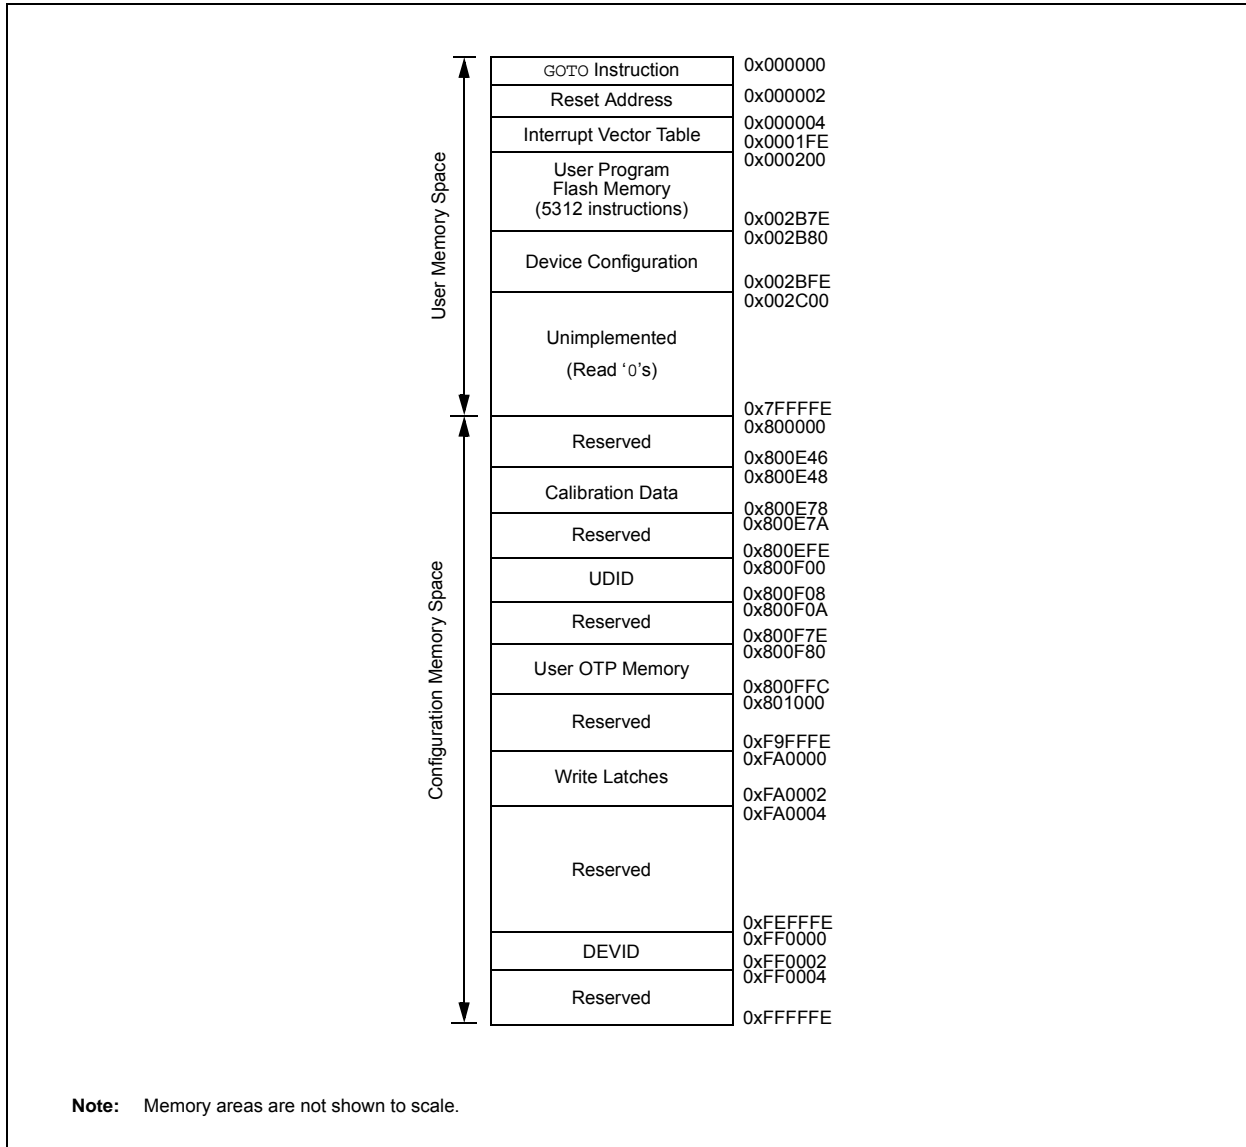 GOTO Instruction
0x000000
Reset Address
0x000002
Interrupt Vector Table
0x000004
0x0001FE
User Program
Flash Memory
(5312 instructions)
0x000200
0x002B7E
Device Configuration
0x002B80
0x002BFE
Unimplemented
(Read ‘0’s)
0x002C00
0x7FFFFE
User Memory Space
Reserved
0x800000
0x800E46
Calibration Data
0x800E48
0x800E78
Reserved
0x800E7A
0x800EFE
UDID
0x800F00
0x800F08
Reserved
0x800F0A
0x800F7E
User OTP Memory
0x800F80
0x800FFC
Reserved
0x801000
0xF9FFFE
Write Latches
0xFA0000
0xFA0002
Reserved
0xFA0004
0xFEFFFE
DEVID
0xFF0000
0xFF0002
Reserved
0xFF0004
0xFFFFFE
Configuration Memory Space
Note: Memory areas are not shown to scale.